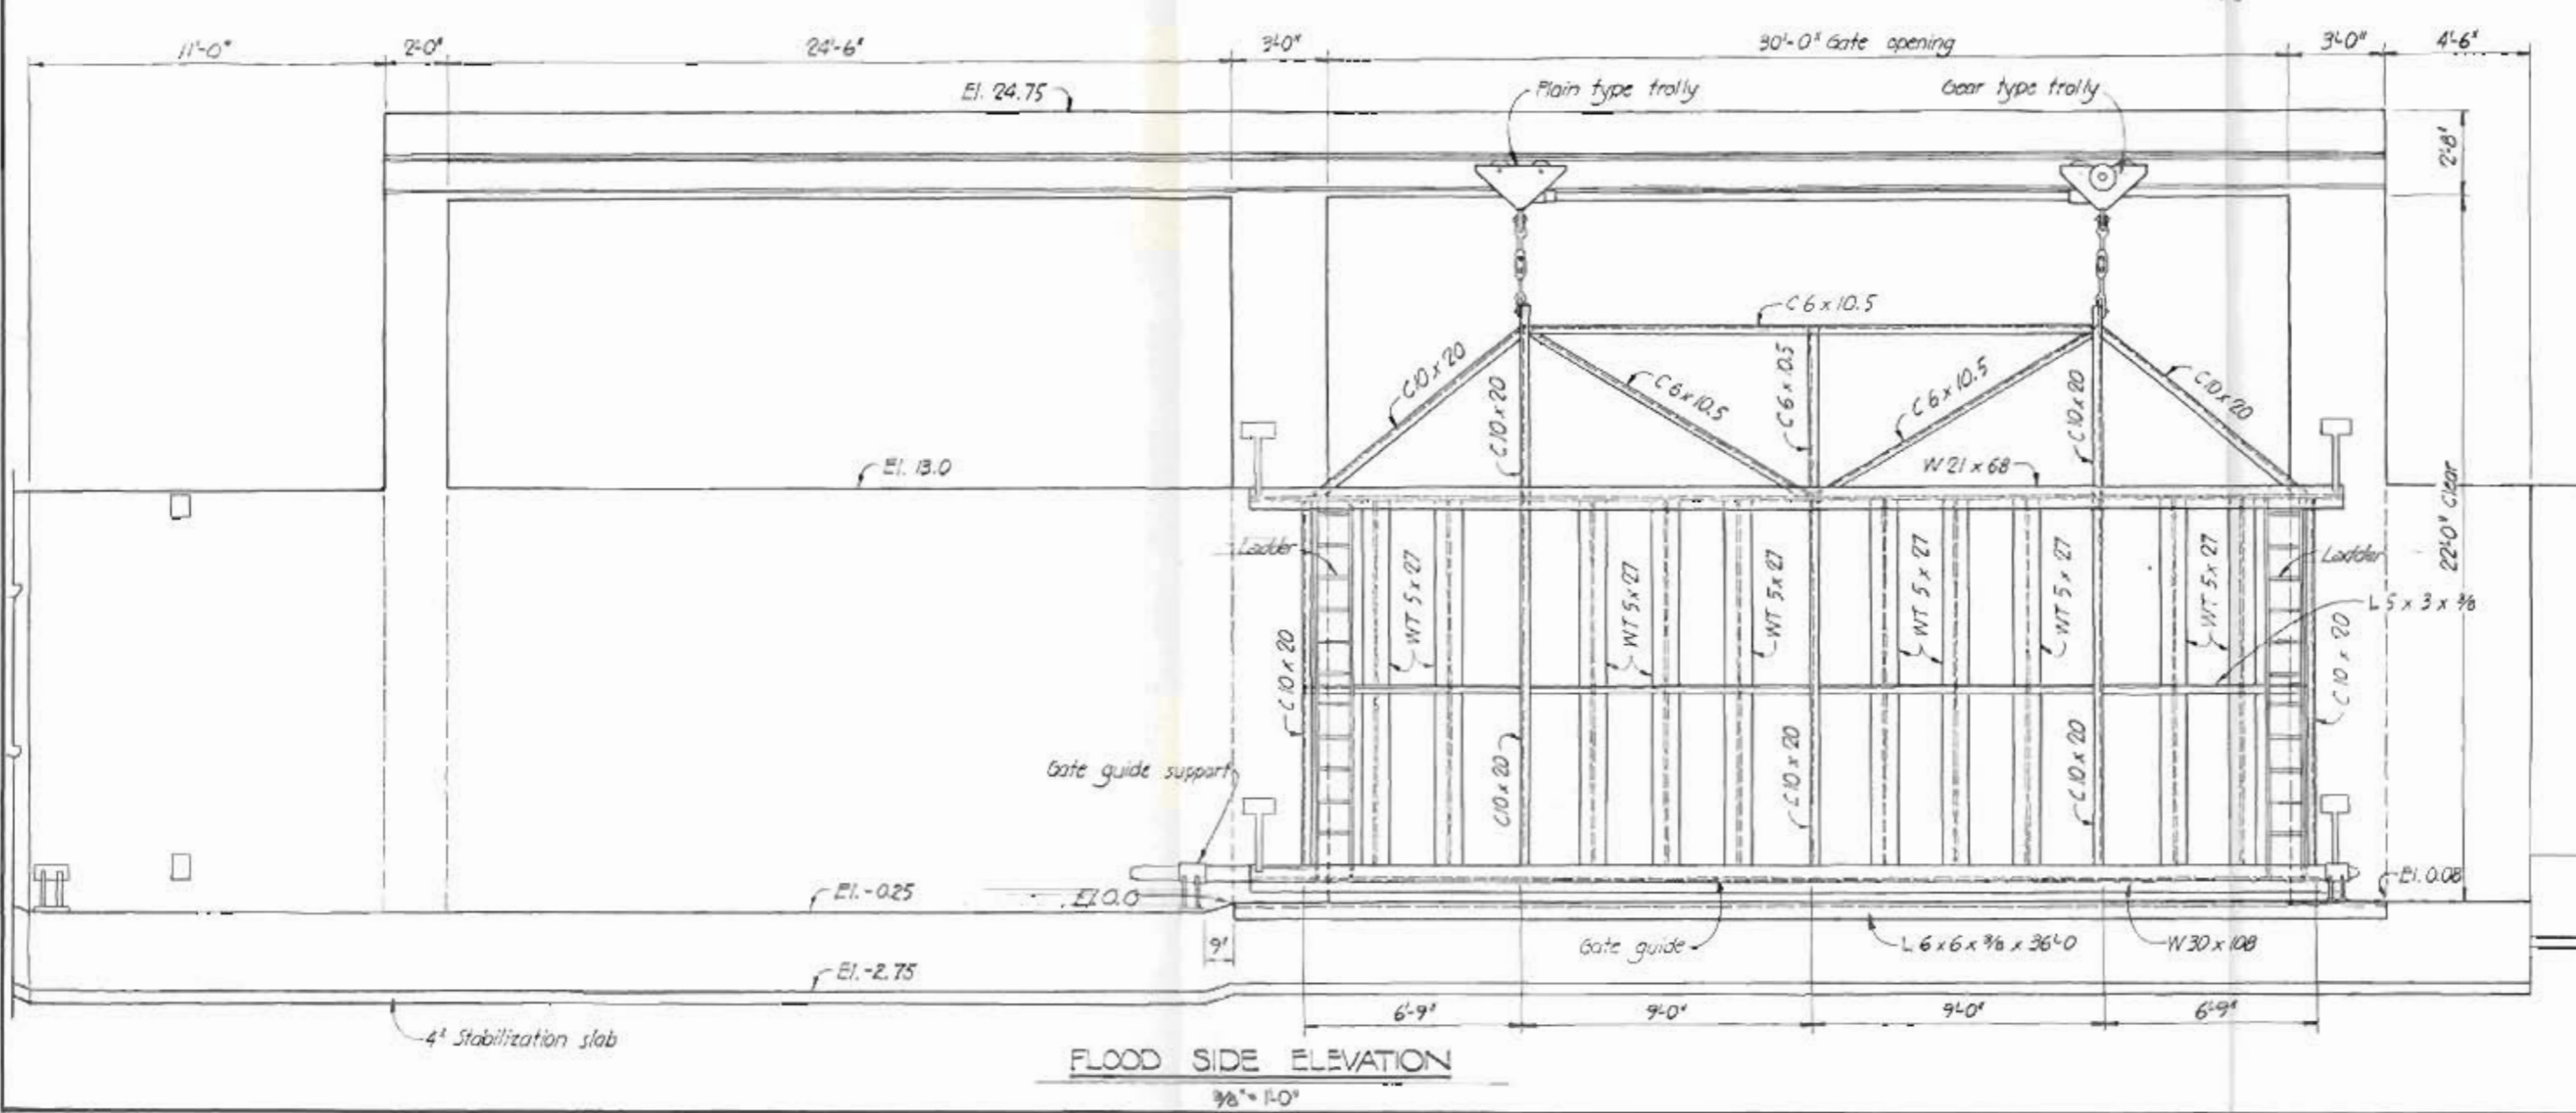 11'-0"
2'-0"
24'-6"
3'-0"
30'-0" Gate opening
3'-0"
4'-6"
El. 24.75
Plain type trolly
Gear type trolly
2'-8"
C 6 x 10.5
C10 x 20
C10 x 20
C 6 x 10.5
C 6 x 10.5
C 6 x 10.5
C10 x 20
C10 x 20
El. 13.0
W 21 x 68
22'-0" Clear
Ladder
WT 5 x 27
WT 5 x 27
WT 5 x 27
WT 5 x 27
WT 5 x 27
WT 5 x 27
Ladder
L 5 x 3 x 3/8
C 10 x 20
C 10 x 20
Gate guide support
C10 x 20
C10 x 20
C10 x 20
El. -0.25
El. 0.0
El. 0.08
9"
Gate guide
L 6 x 6 x 3/8 x 36'-0
W 30 x 108
El. -2.75
6'-9"
9'-0"
9'-0"
6'-9"
4" Stabilization slab
FLOOD SIDE ELEVATION
3/8" = 1'-0"